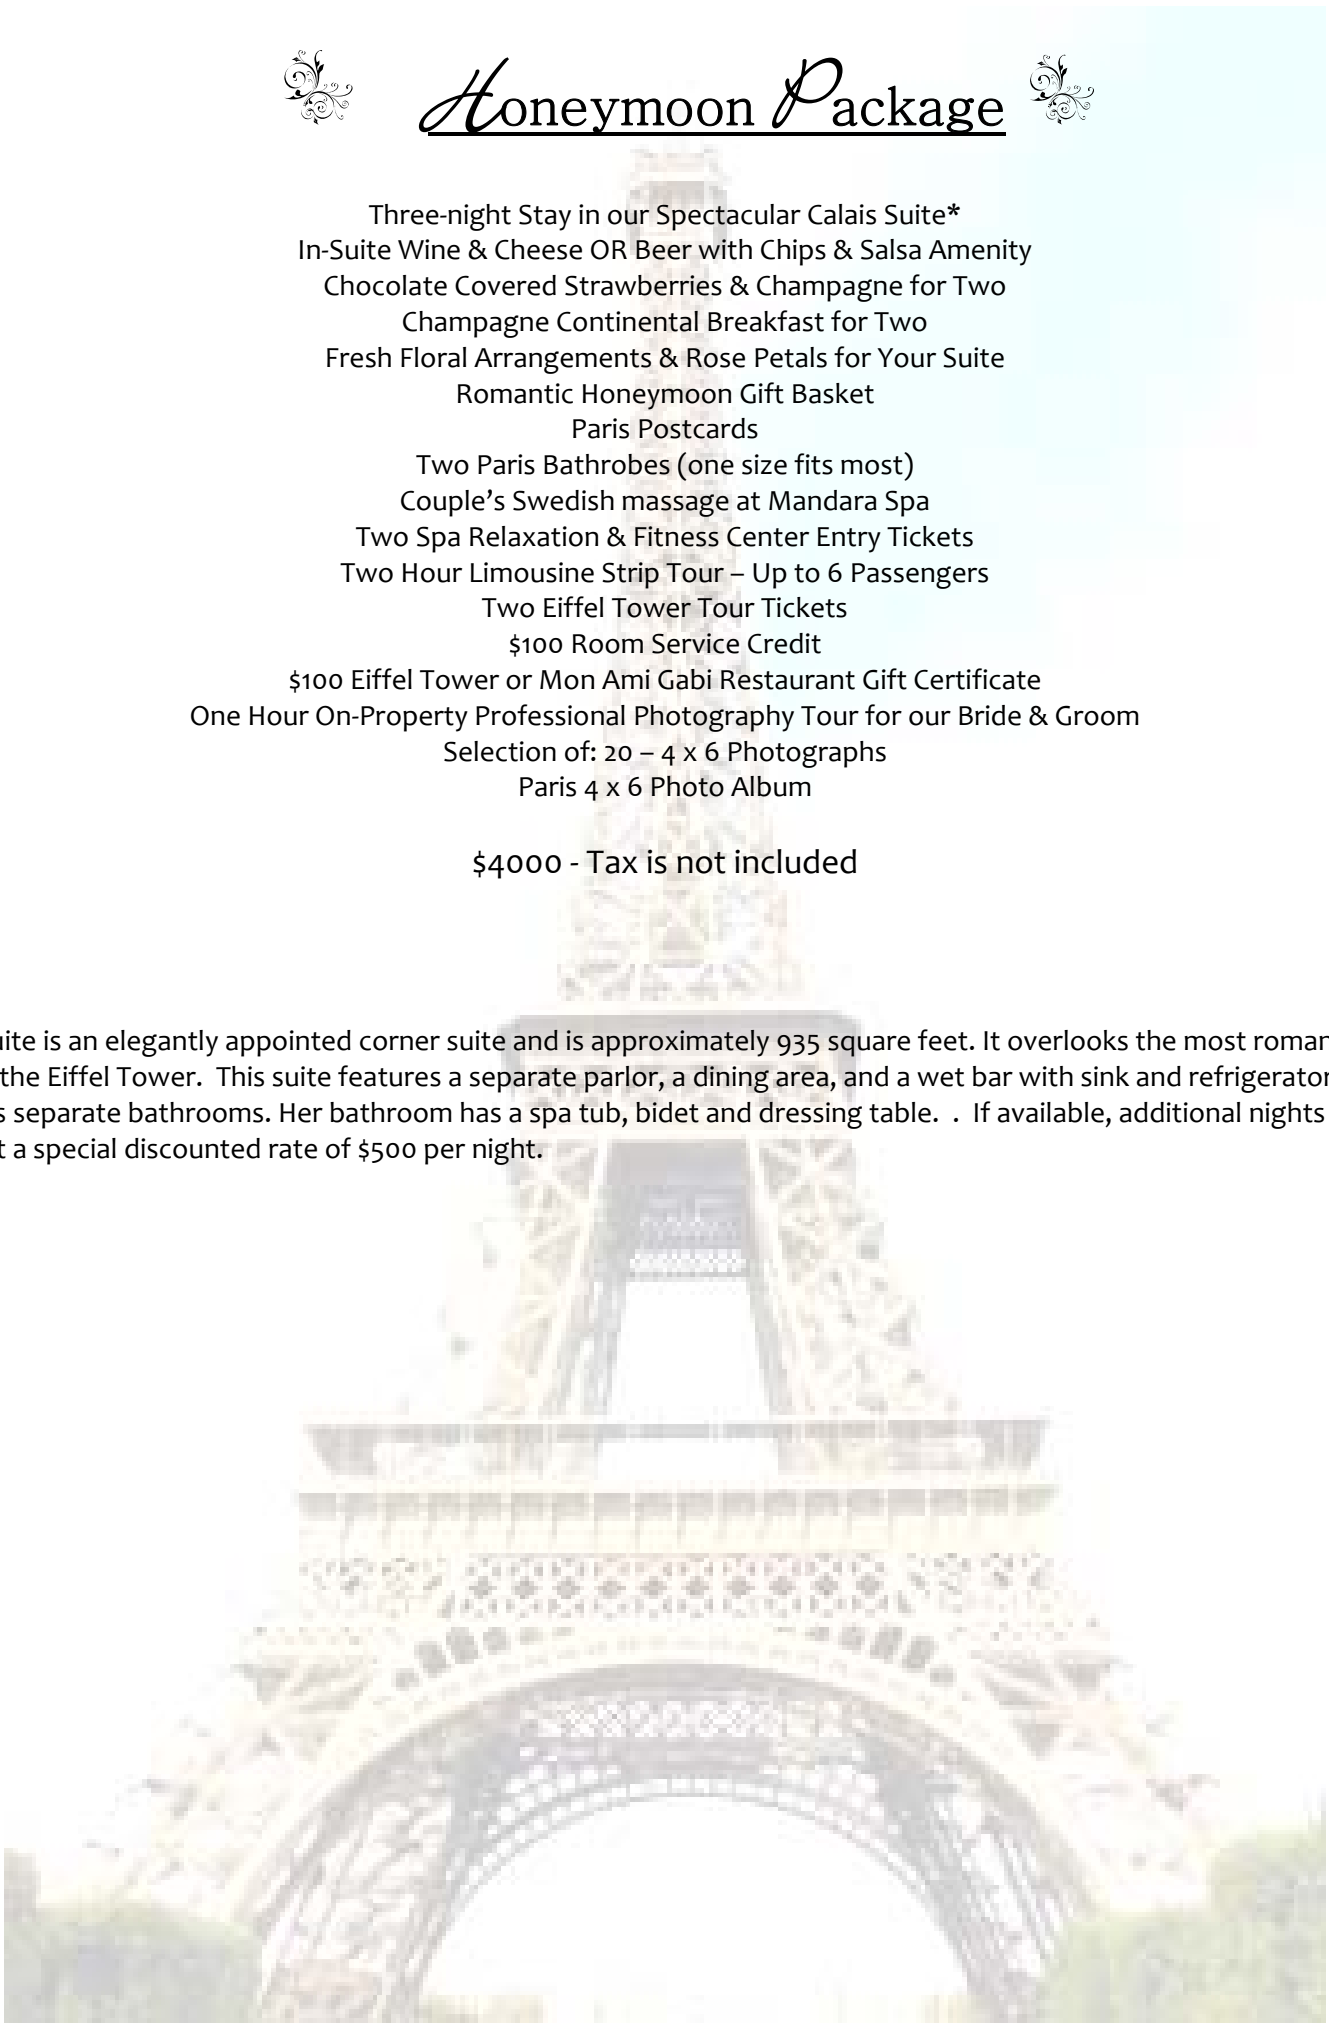 Honeymoon Package
Three-night Stay in our Spectacular Calais Suite*
In-Suite Wine & Cheese OR Beer with Chips & Salsa Amenity
Chocolate Covered Strawberries & Champagne for Two
Champagne Continental Breakfast for Two
Fresh Floral Arrangements & Rose Petals for Your Suite
Romantic Honeymoon Gift Basket
Paris Postcards
Two Paris Bathrobes (one size fits most)
Couple’s Swedish massage at Mandara Spa
Two Spa Relaxation & Fitness Center Entry Tickets
Two Hour Limousine Strip Tour – Up to 6 Passengers
Two Eiffel Tower Tour Tickets
$100 Room Service Credit
$100 Eiffel Tower or Mon Ami Gabi Restaurant Gift Certificate
One Hour On-Property Professional Photography Tour for our Bride & Groom
Selection of: 20 – 4 x 6 Photographs
Paris 4 x 6 Photo Album
$4000 - Tax is not included
is an elegantly appointed corner suite and is approximately 935 square feet. It overlooks the most
the Eiffel Tower. This suite features a separate parlor, a dining area, and a wet bar with sink and refrigerator
separate bathrooms. Her bathroom has a spa tub, bidet and dressing table. . If available, additional nights
a special discounted rate of $500 per night.